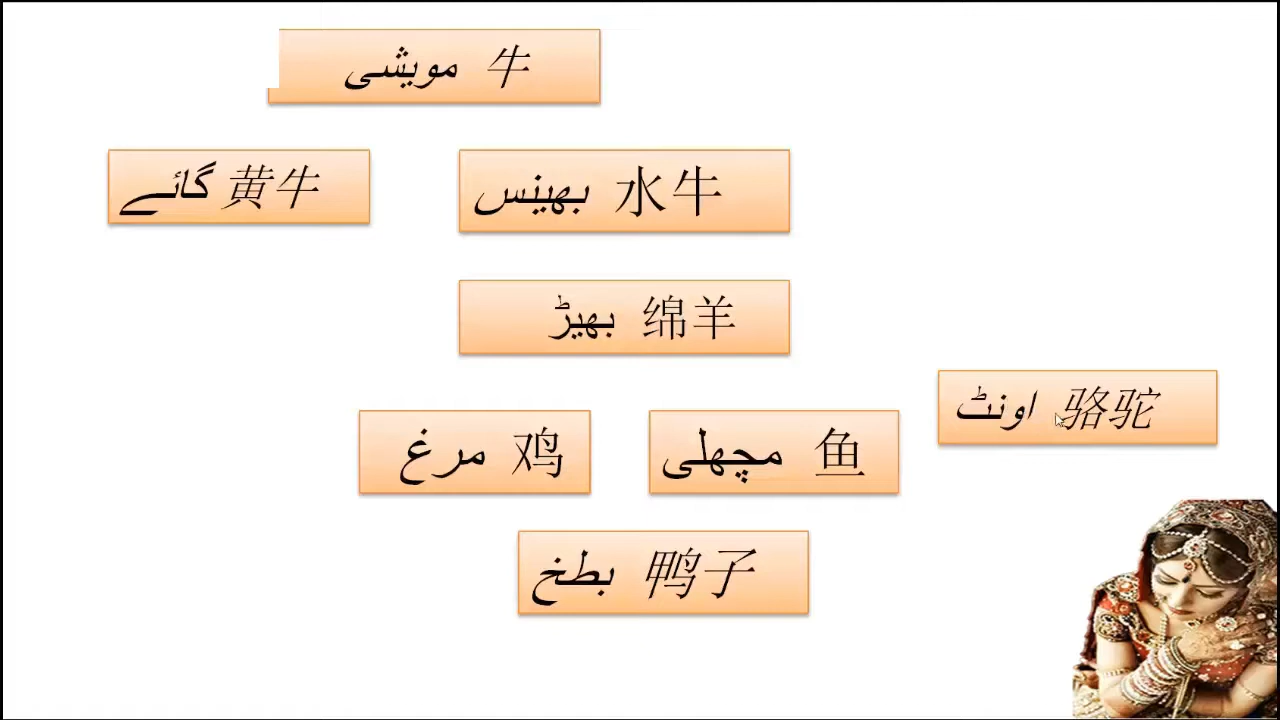 مویشی 牛
گائے 黄牛
بھینس 水牛
بھیڑ 绵羊
اونٹ 骆驼
مرغ 鸡
مچھلی 鱼
بطخ 鸭子